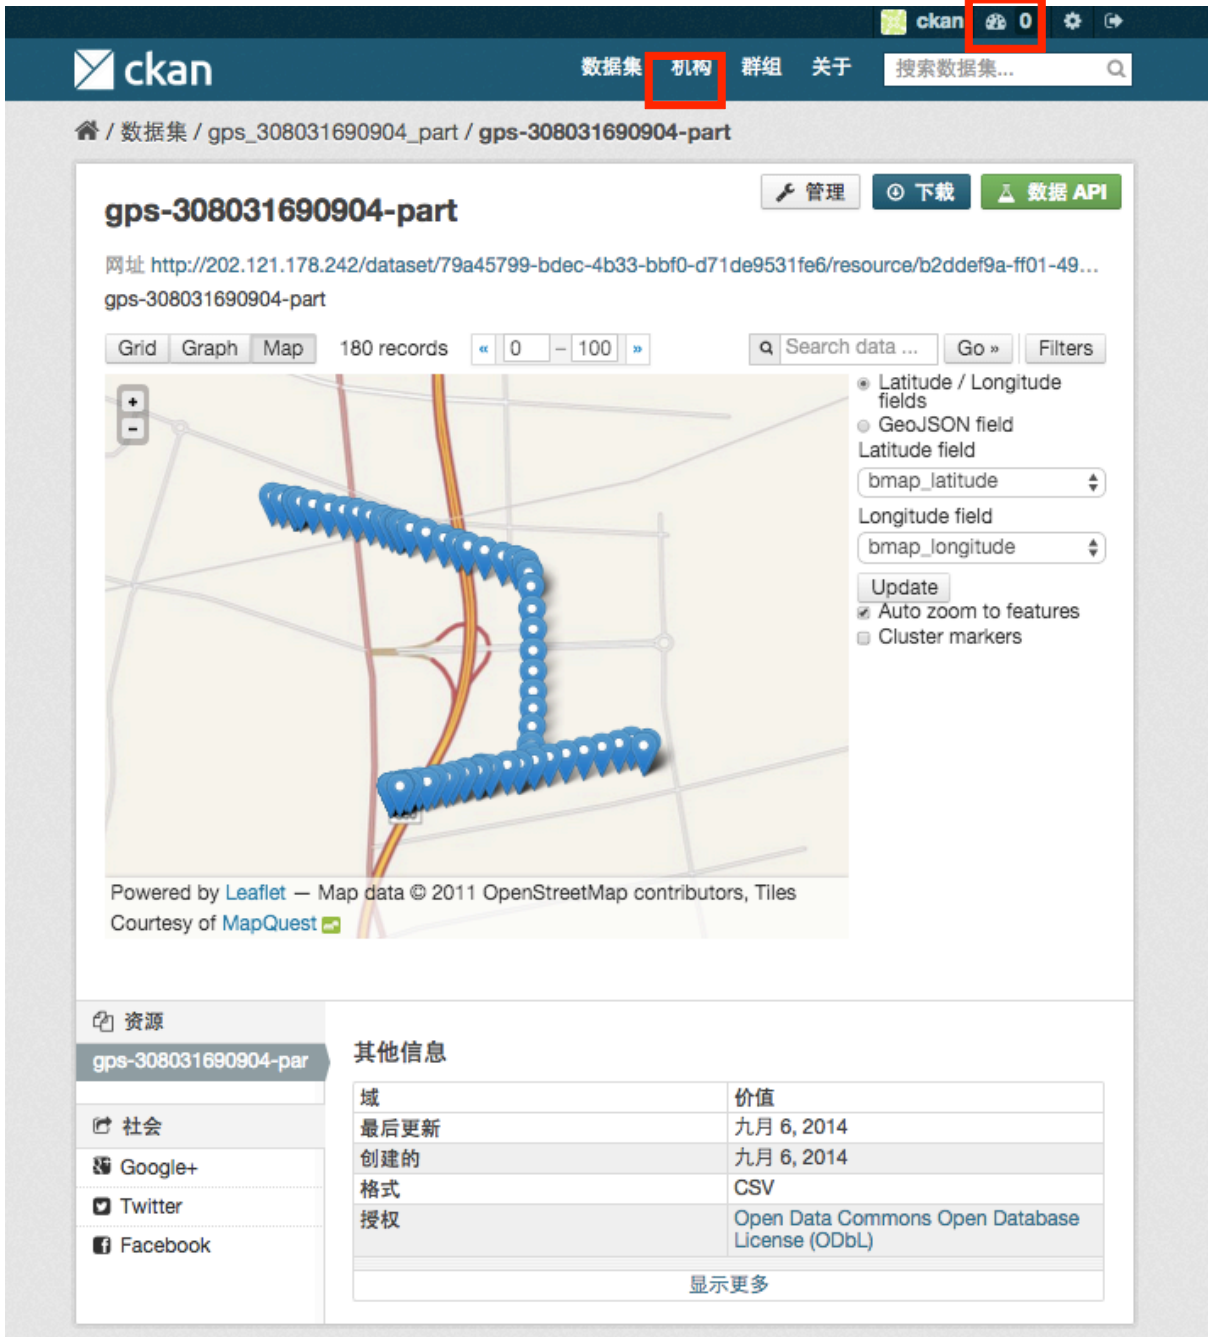 ckan 0
ckan
数据集 机构 群组 关于 搜索数据集...
/ 数据集 / gps_308031690904_part / gps-308031690904-part
管理 下载 数据 API
gps-308031690904-part
网址 http://202.121.178.242/dataset/79a45799-bdec-4b33-bbf0-d71de9531fe6/resource/b2ddef9a-ff01-49...
gps-308031690904-part
Grid Graph Map 180 records « 0 – 100 » Search data ... Go » Filters
+
-
Latitude / Longitude
fields
GeoJSON field
Latitude field
bmap_latitude
Longitude field
bmap_longitude
Update
Auto zoom to features
Cluster markers
Powered by Leaflet — Map data © 2011 OpenStreetMap contributors, Tiles
Courtesy of MapQuest
资源
gps-308031690904-par
社会
Google+
Twitter
Facebook
其他信息
域 价值
最后更新 九月 6, 2014
创建的 九月 6, 2014
格式 CSV
授权 Open Data Commons Open Database
License (ODbL)
显示更多